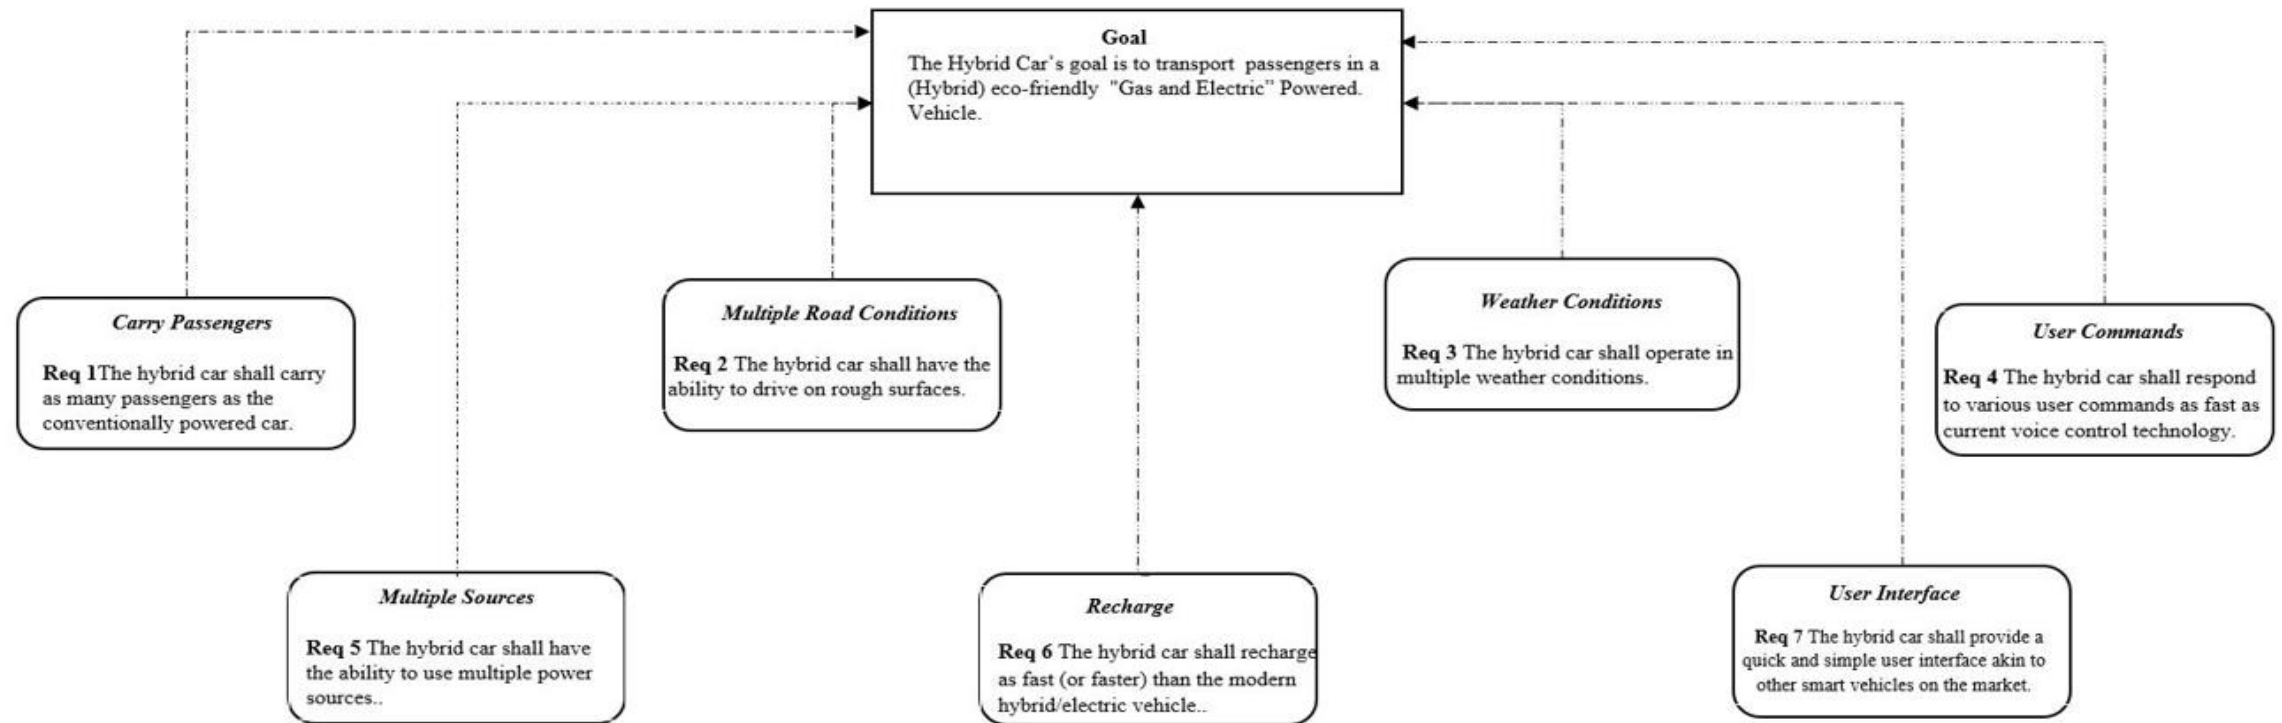 Goal
The Hybrid Car's goal is to transport passengers in a
(Hybrid) eco-friendly "Gas and Electric" Powered.
Vehicle.
Carry Passengers
Req 1The hybrid car shall carry
as many passengers as the
conventionally powered car.
Multiple Road Conditions
Req 2 The hybrid car shall have the
ability to drive on rough surfaces.
Weather Conditions
Req 3 The hybrid car shall operate in
multiple weather conditions.
User Commands
Req 4 The hybrid car shall respond
to various user commands as fast as
current voice control technology.
Multiple Sources
Req 5 The hybrid car shall have
the ability to use multiple power
sources..
Recharge
Req 6 The hybrid car shall recharge
as fast (or faster) than the modern
hybrid/electric vehicle..
User Interface
Req 7 The hybrid car shall provide a
quick and simple user interface akin to
other smart vehicles on the market.